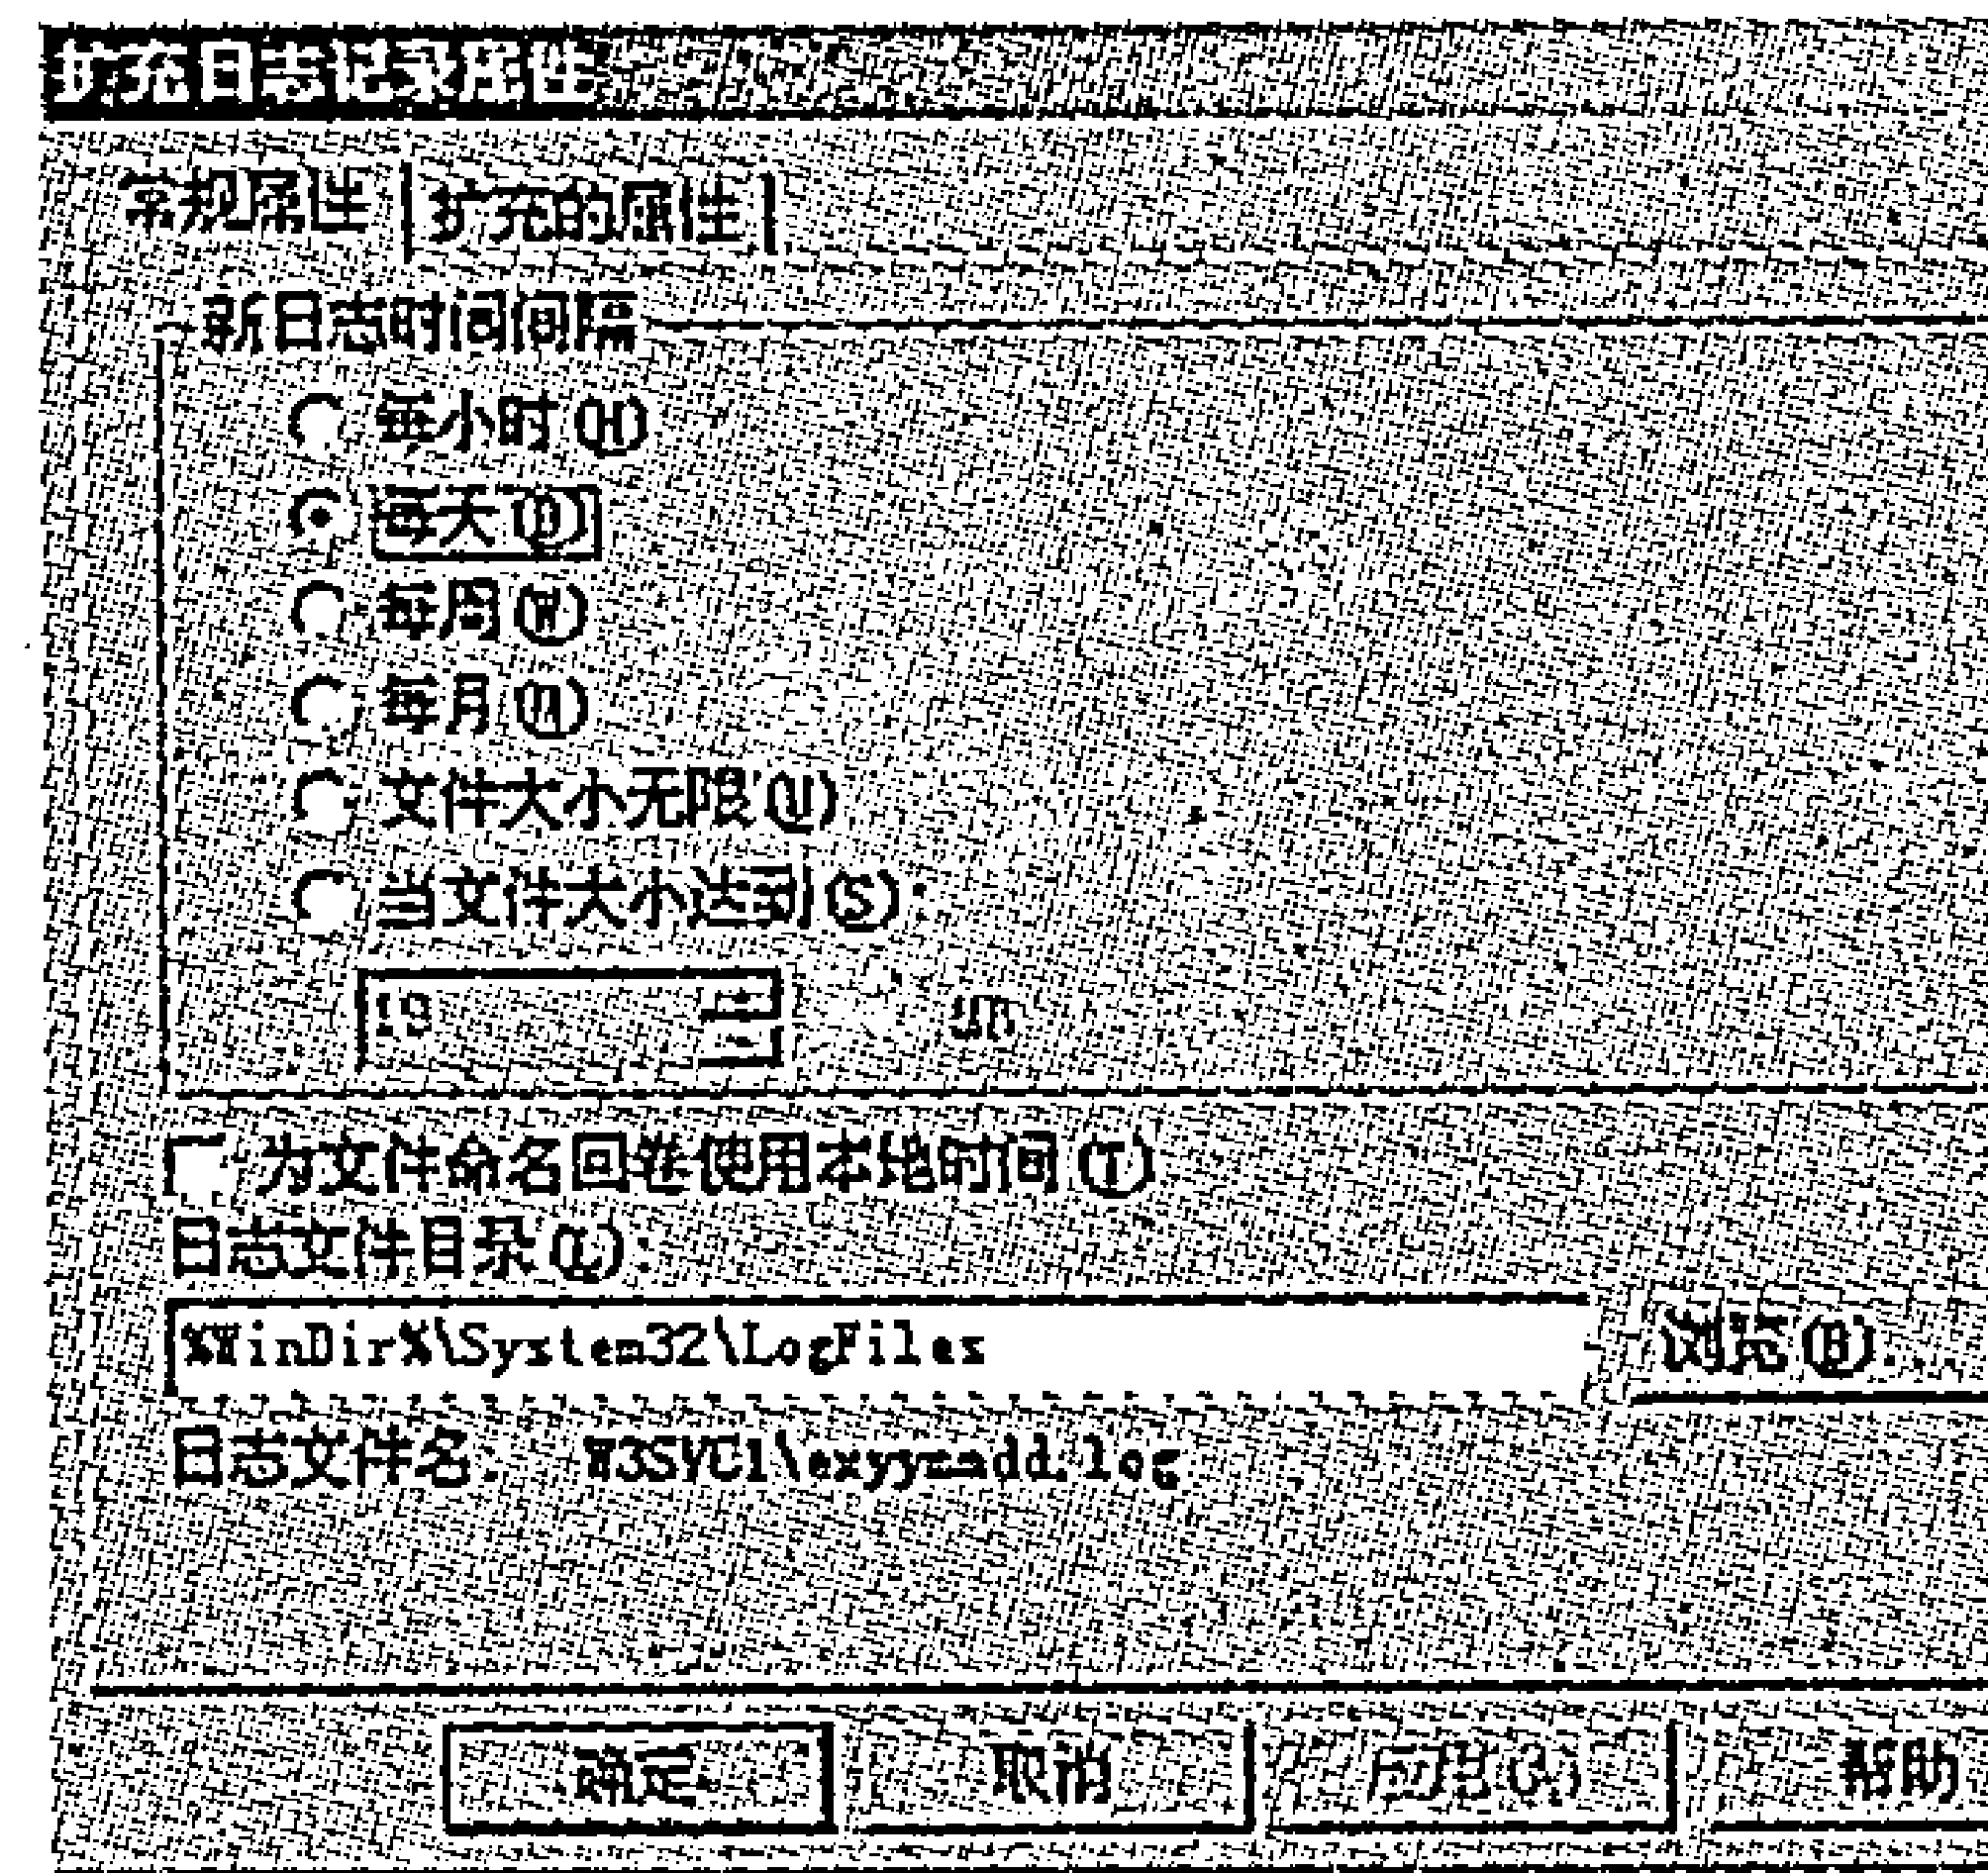 扩充日志记录属性
常规属性 扩充的属性
新日志时间间隔
每小时(H)
每天(D)
每周(W)
每月(M)
文件大小无限(U)
当文件大小达到(S):
19
为文件命名回卷使用本地时间(T)
日志文件目录(L):
%WinDir%\System32\LogFiles 浏览(B)...
日志文件名: W3SVC1\exyymmdd.log
确定 取消 应用(A) 帮助